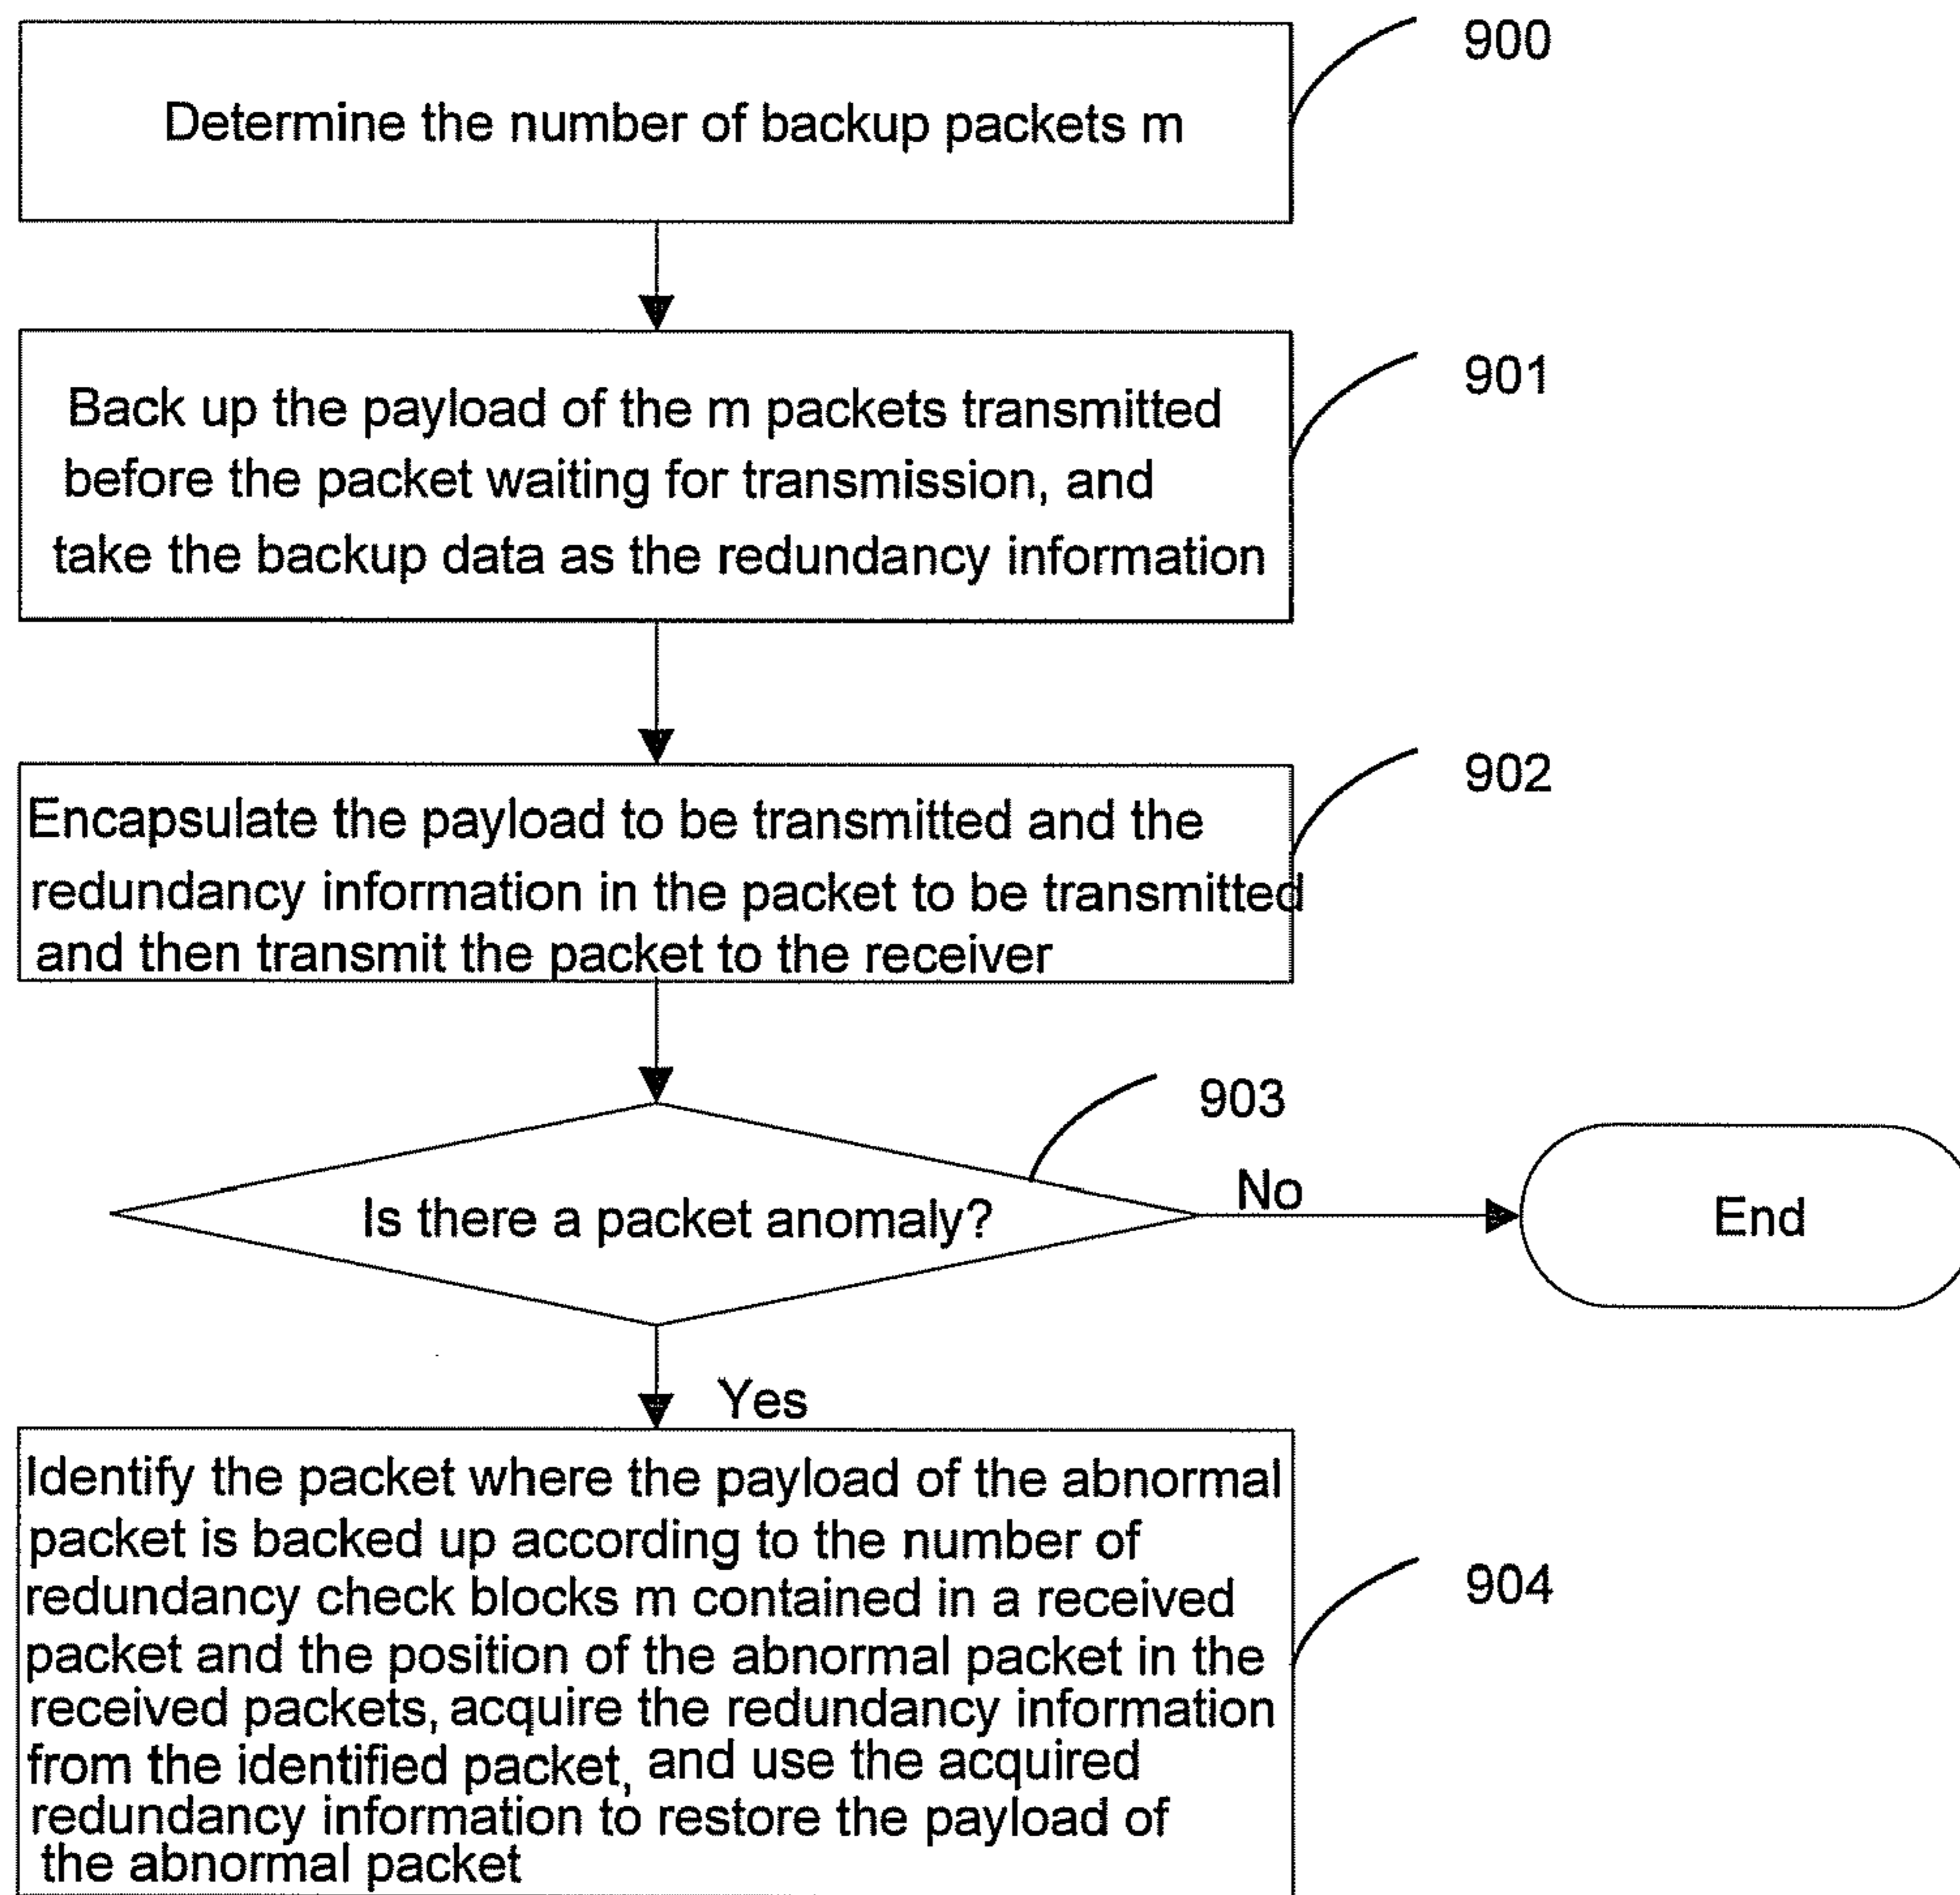 900
Determine the number of backup packets m
901
Back up the payload of the m packets transmitted
before the packet waiting for transmission, and
take the backup data as the redundancy information
902
Encapsulate the payload to be transmitted and the
redundancy information in the packet to be transmitted
and then transmit the packet to the receiver
903
Is there a packet anomaly?
No
End
Yes
904
Identify the packet where the payload of the abnormal
packet is backed up according to the number of
redundancy check blocks m contained in a received
packet and the position of the abnormal packet in the
received packets, acquire the redundancy information
from the identified packet, and use the acquired
redundancy information to restore the payload of
the abnormal packet